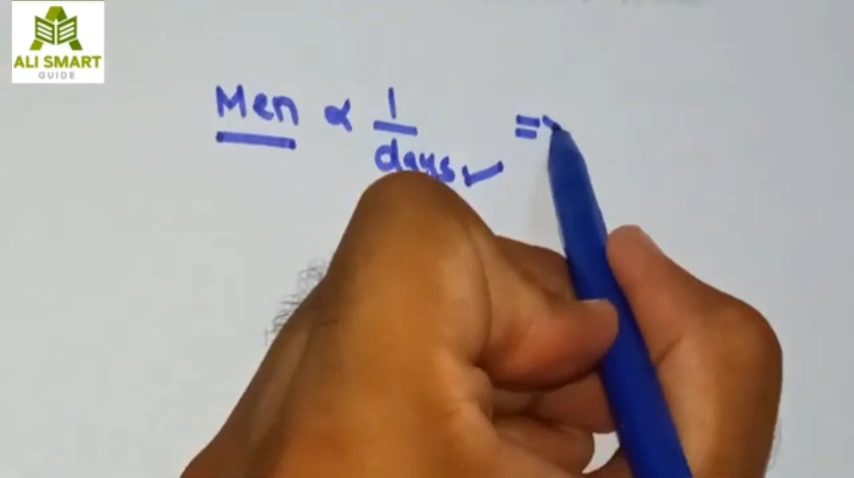 ALI SMART
GUIDE
Men ∝ 1/days ✓ =